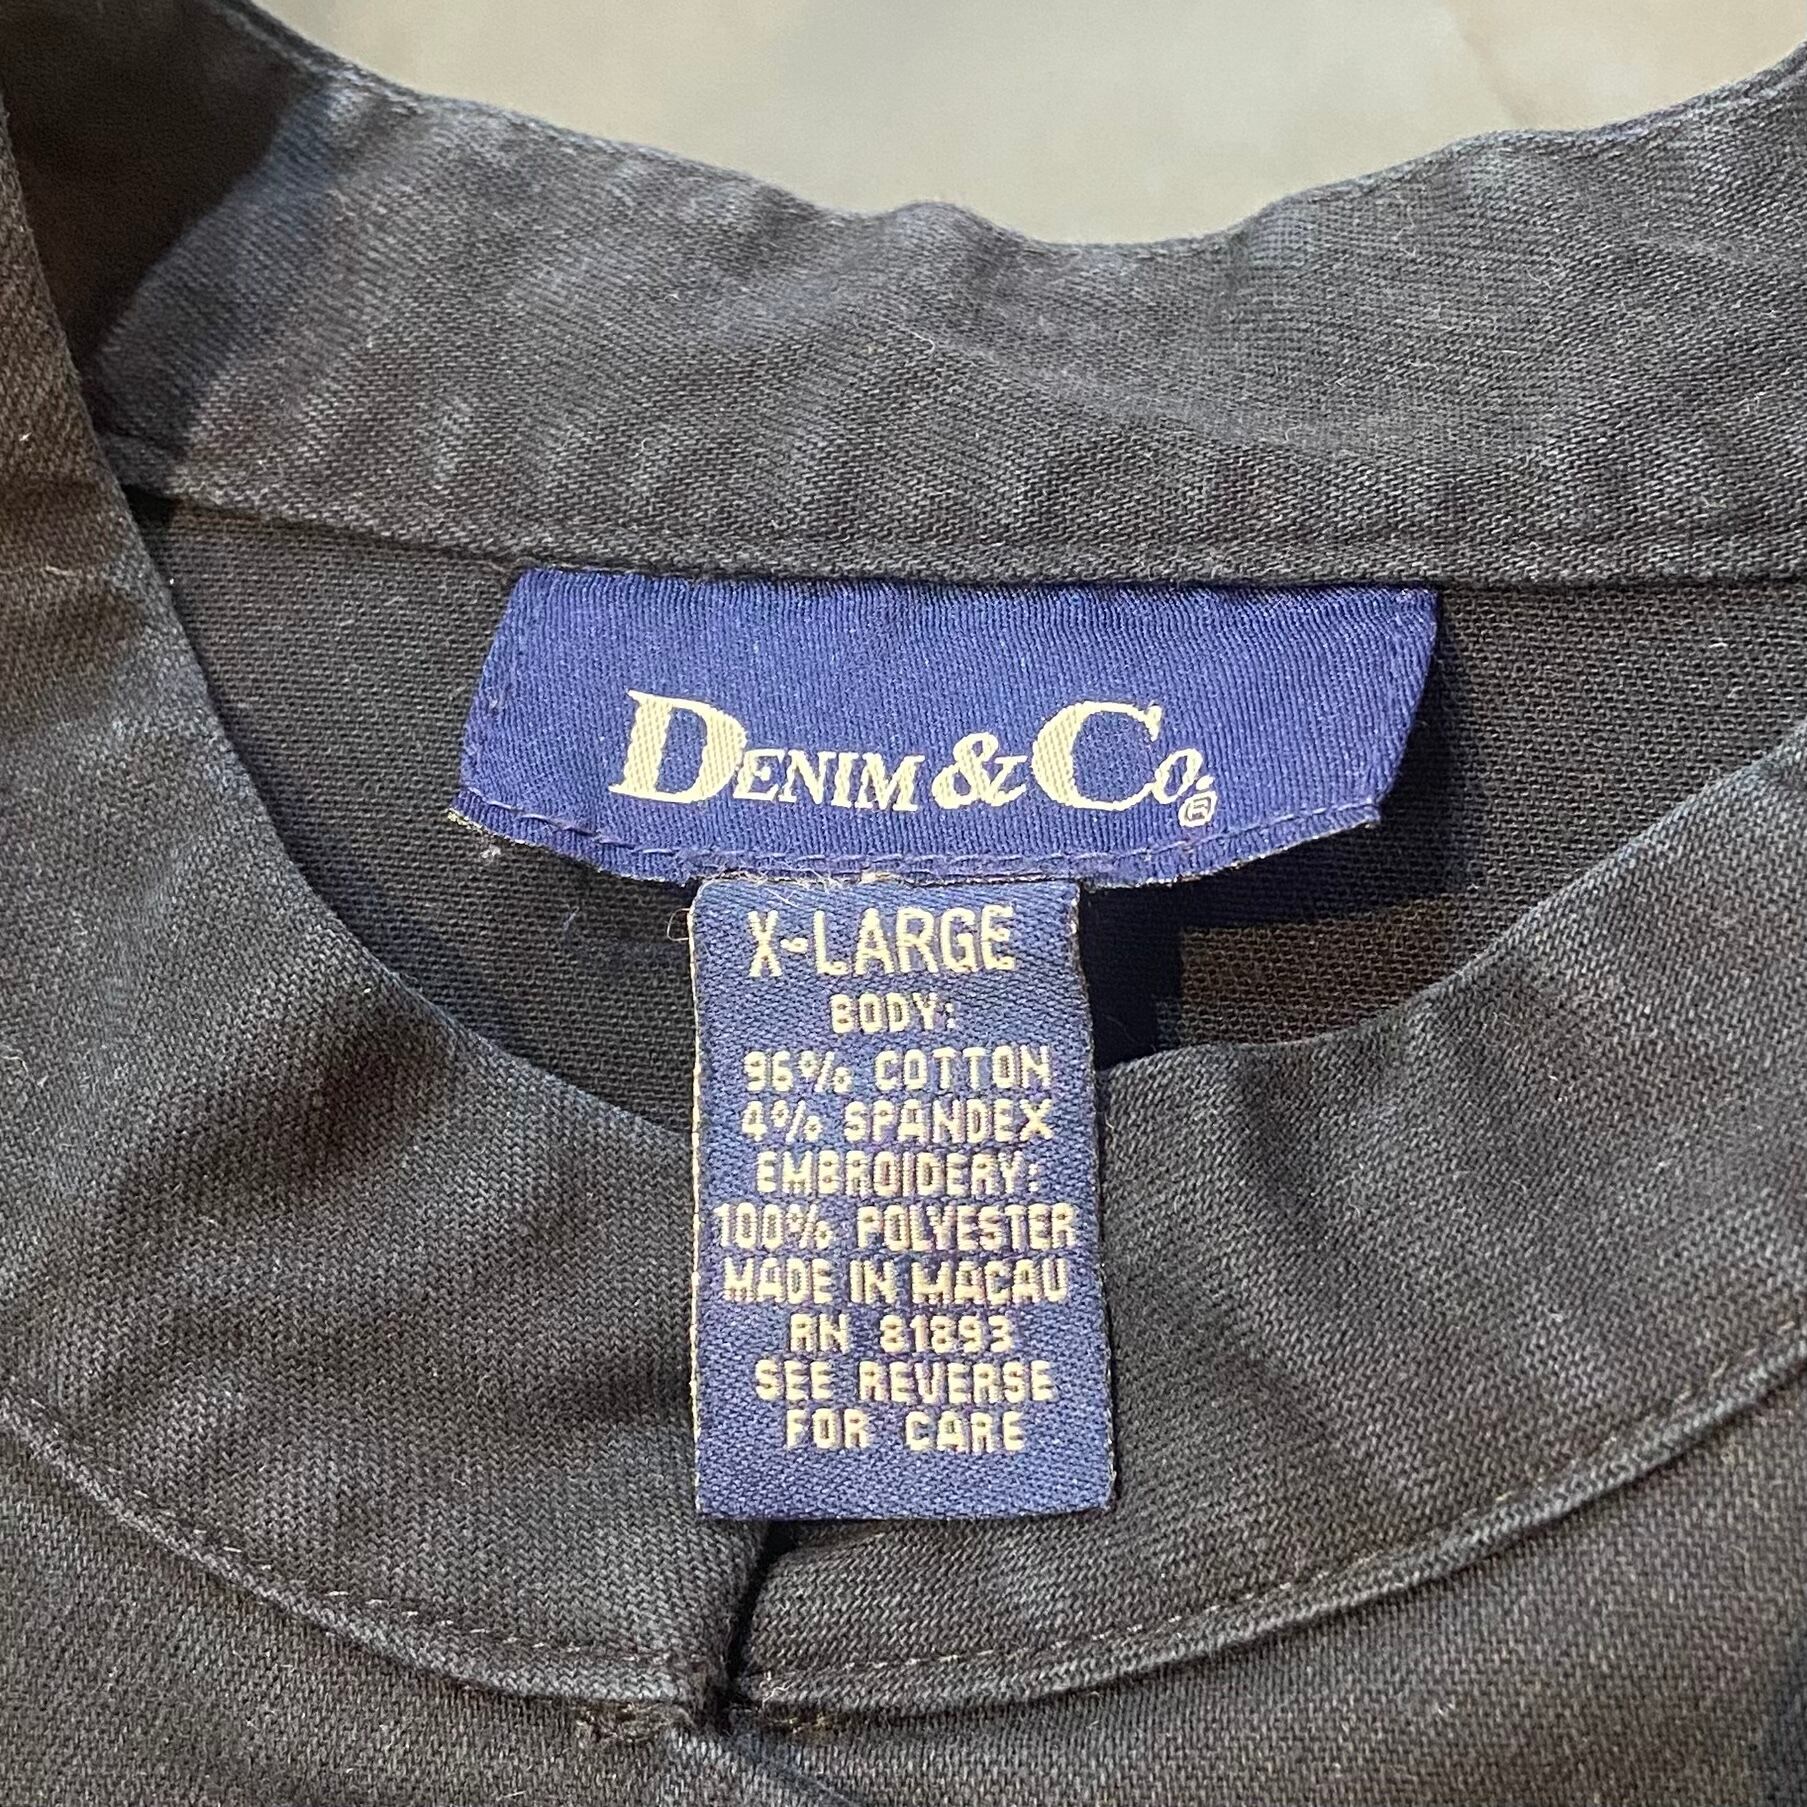 DENIM & CO.®
X-LARGE
BODY:
96% COTTON
4% SPANDEX
EMBROIDERY:
100% POLYESTER
MADE IN MACAU
RN 81893
SEE REVERSE
FOR CARE